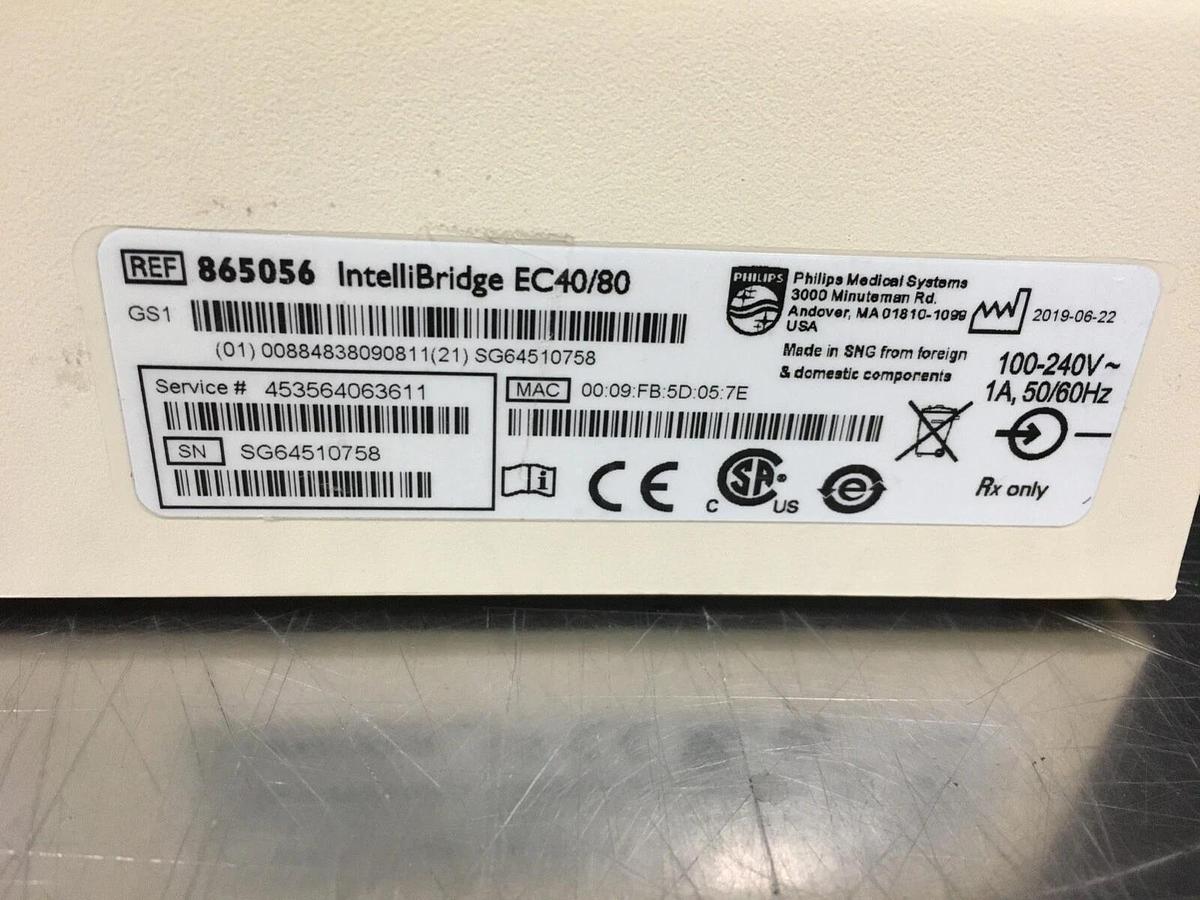 REF 865056 IntelliBridge EC40/80
GS1
(01) 00884838090811(21) SG64510758
Service # 453564063611
SN SG64510758
MAC 00:09:FB:5D:05:7E
PHILIPS
Philips Medical Systems
3000 Minuteman Rd.
Andover, MA 01810-1099
USA
2019-06-22
Made in SNG from foreign
& domestic components
100-240V~
1A, 50/60Hz
i
CE
C SA® US
e
Rx only